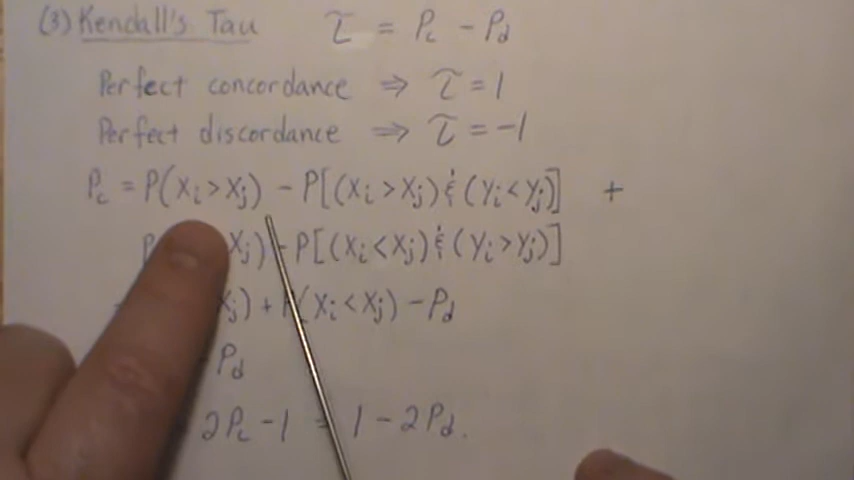 (3) Kendall's Tau τ = Pc - Pd
Perfect concordance ⇒ τ = 1
Perfect discordance ⇒ τ = -1
Pc = P(Xi > Xj) - P[(Xi > Xj) & (Yi < Yj)] +
P Xj) - P[(Xi < Xj) & (Yi > Yj)]
Xj) + P(Xi < Xj) - Pd
- Pd
2Pc - 1 = 1 - 2Pd.